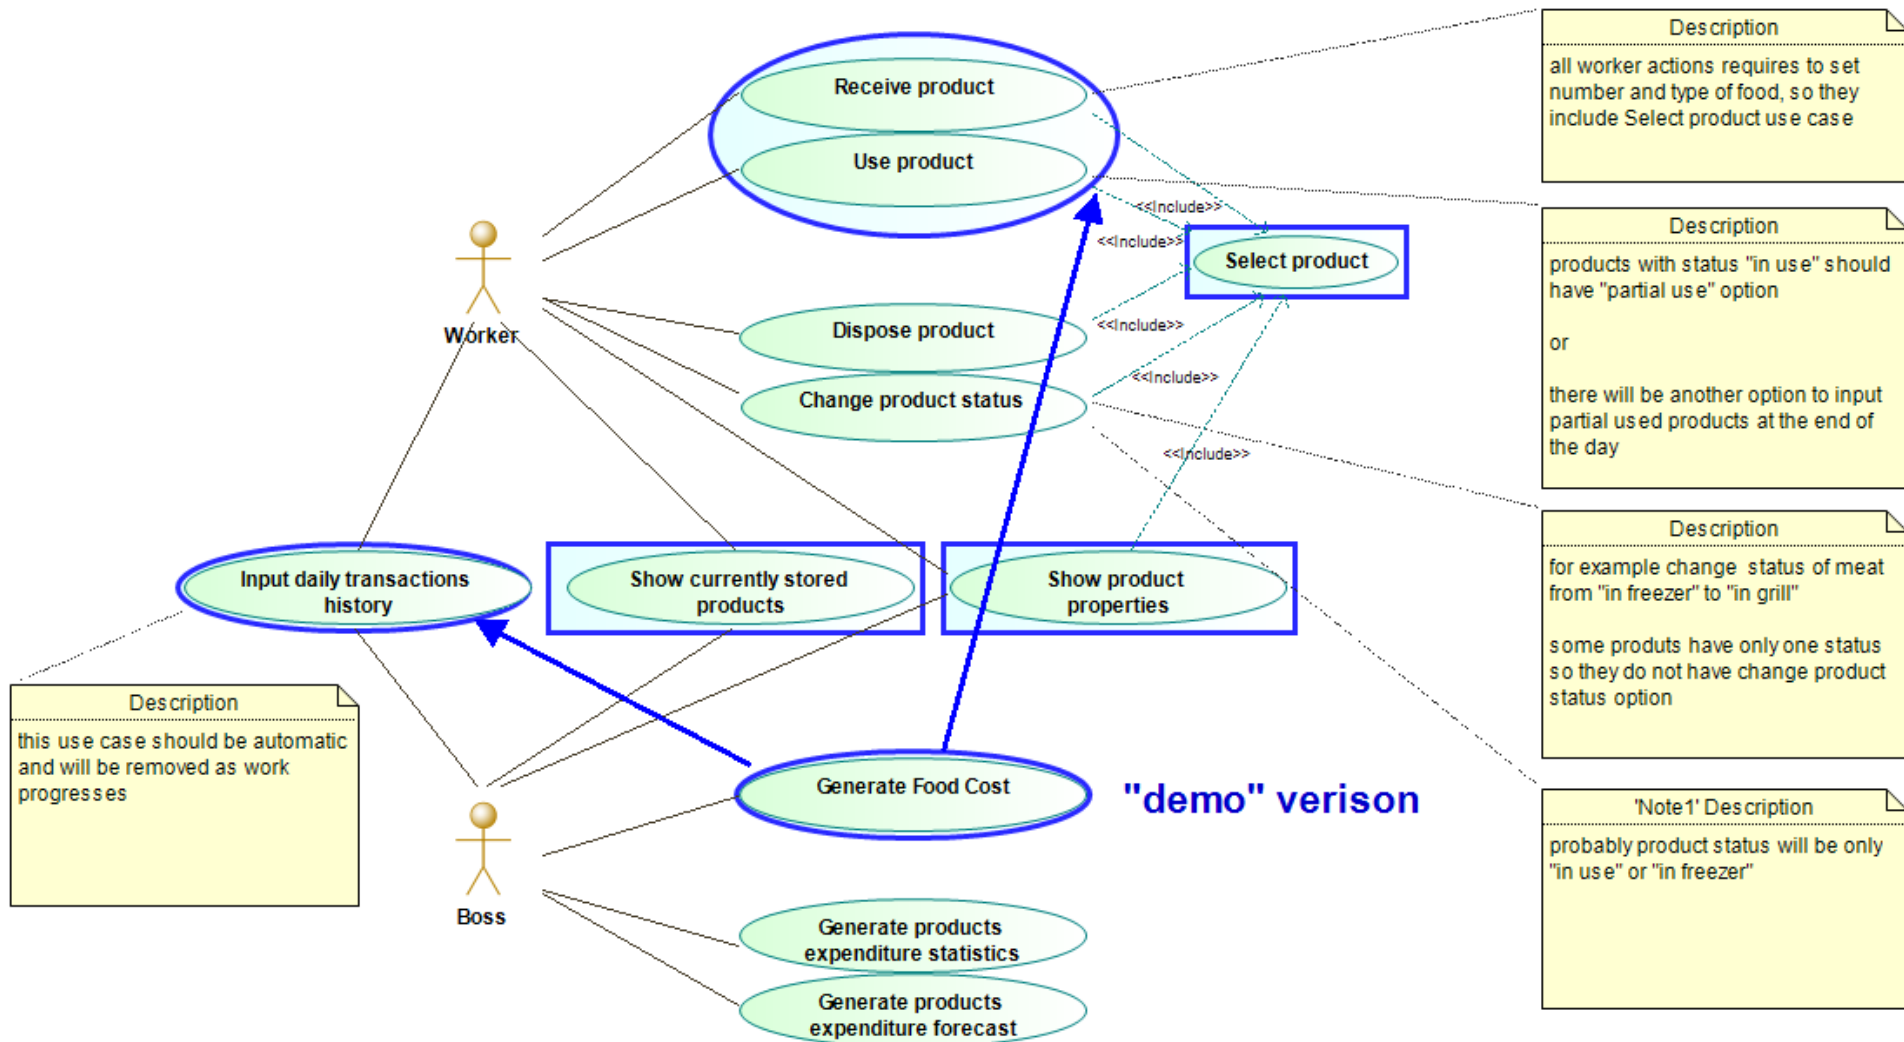 Receive product
Use product
Worker
<<Include>>
<<Include>>
Select product
Dispose product
<<Include>>
Change product status
<<Include>>
<<Include>>
Input daily transactions
history
Show currently stored
products
Show product
properties
Description
this use case should be automatic
and will be removed as work
progresses
Generate Food Cost
"demo" verison
Boss
Generate products
expenditure statistics
Generate products
expenditure forecast
Description
all worker actions requires to set
number and type of food, so they
include Select product use case
Description
products with status "in use" should
have "partial use" option
or
there will be another option to input
partial used products at the end of
the day
Description
for example change status of meat
from "in freezer" to "in grill"
some produts have only one status
so they do not have change product
status option
'Note1' Description
probably product status will be only
"in use" or "in freezer"